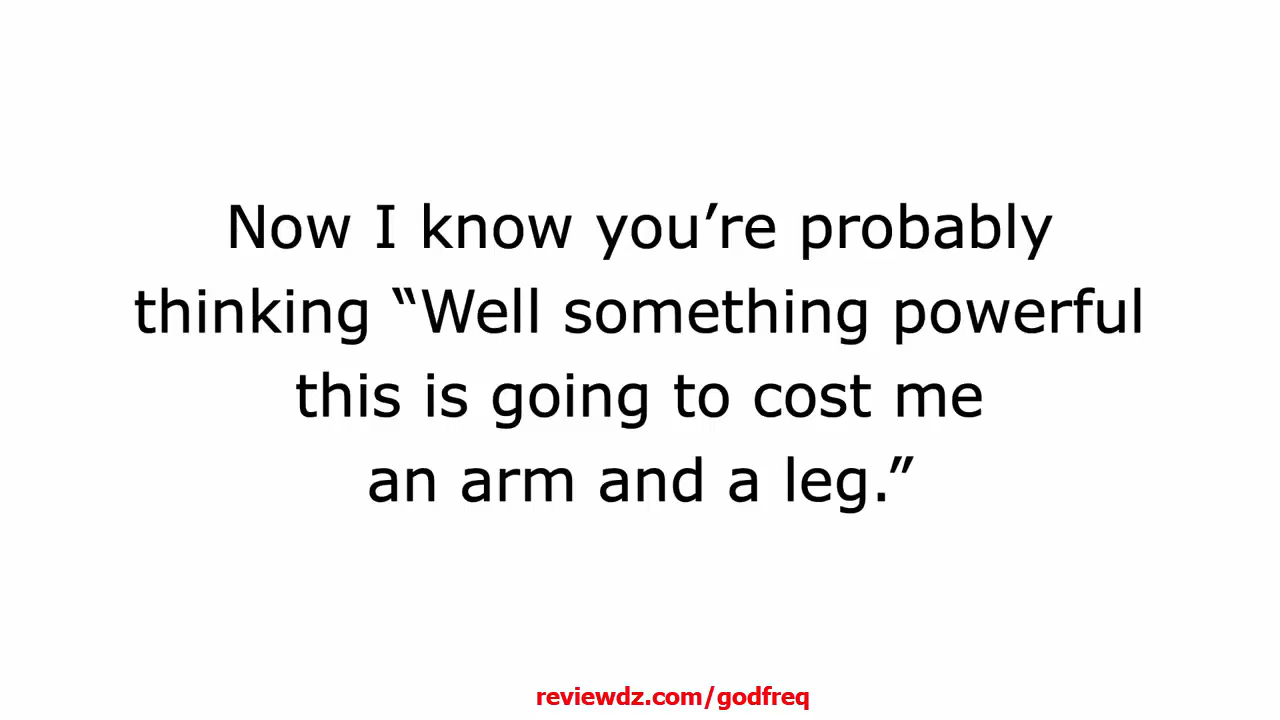 Now I know you’re probably
thinking “Well something powerful
this is going to cost me
an arm and a leg.”
reviewdz.com/godfreq